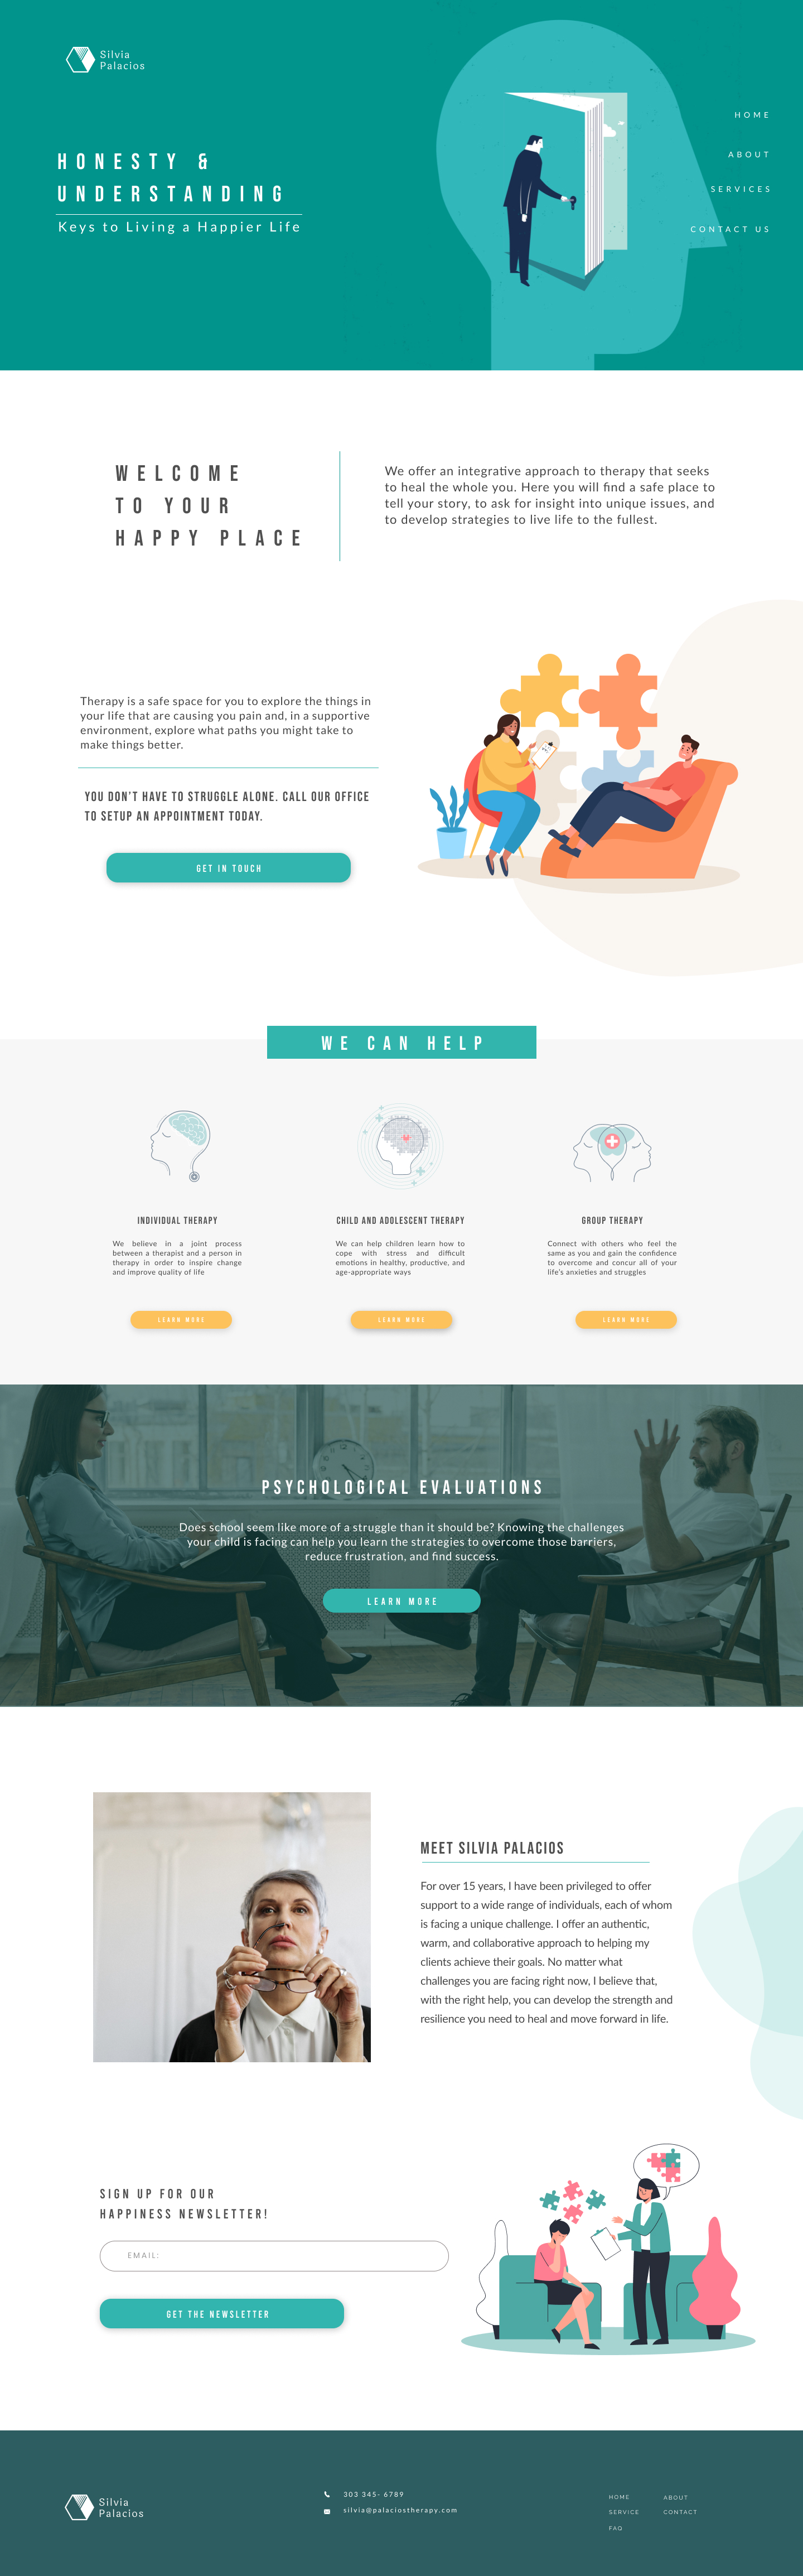 Silvia
Palacios
HOME
ABOUT
SERVICES
CONTACT US
HONESTY &
UNDERSTANDING
Keys to Living a Happier Life
WELCOME
TO YOUR
HAPPY PLACE
We offer an integrative approach to therapy that seeks
to heal the whole you. Here you will find a safe place to
tell your story, to ask for insight into unique issues, and
to develop strategies to live life to the fullest.
Therapy is a safe space for you to explore the things in
your life that are causing you pain and, in a supportive
environment, explore what paths you might take to
make things better.
YOU DON'T HAVE TO STRUGGLE ALONE. CALL OUR OFFICE
TO SETUP AN APPOINTMENT TODAY.
GET IN TOUCH
WE CAN HELP
INDIVIDUAL THERAPY
We believe in a joint process
between a therapist and a person in
therapy in order to inspire change
and improve quality of life
LEARN MORE
CHILD AND ADOLESCENT THERAPY
We can help children learn how to
cope with stress and difficult
emotions in healthy, productive, and
age-appropriate ways
LEARN MORE
GROUP THERAPY
Connect with others who feel the
same as you and gain the confidence
to overcome and concur all of your
life's anxieties and struggles
LEARN MORE
PSYCHOLOGICAL EVALUATIONS
Does school seem like more of a struggle than it should be? Knowing the challenges
your child is facing can help you learn the strategies to overcome those barriers,
reduce frustration, and find success.
LEARN MORE
MEET SILVIA PALACIOS
For over 15 years, I have been privileged to offer
support to a wide range of individuals, each of whom
is facing a unique challenge. I offer an authentic,
warm, and collaborative approach to helping my
clients achieve their goals. No matter what
challenges you are facing right now, I believe that,
with the right help, you can develop the strength and
resilience you need to heal and move forward in life.
SIGN UP FOR OUR
HAPPINESS NEWSLETTER!
EMAIL:
GET THE NEWSLETTER
Silvia
Palacios
303 345- 6789
silvia@palaciostherapy.com
HOME
ABOUT
SERVICE
CONTACT
FAQ